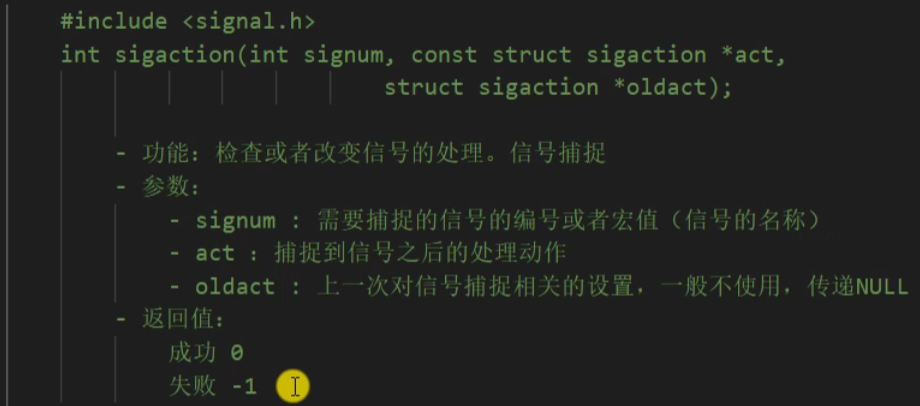 #include <signal.h>
int sigaction(int signum, const struct sigaction *act,
struct sigaction *oldact);
- 功能：检查或者改变信号的处理。信号捕捉
- 参数：
- signum : 需要捕捉的信号的编号或者宏值（信号的名称）
- act : 捕捉到信号之后的处理动作
- oldact : 上一次对信号捕捉相关的设置，一般不使用，传递NULL
- 返回值：
成功 0
失败 -1